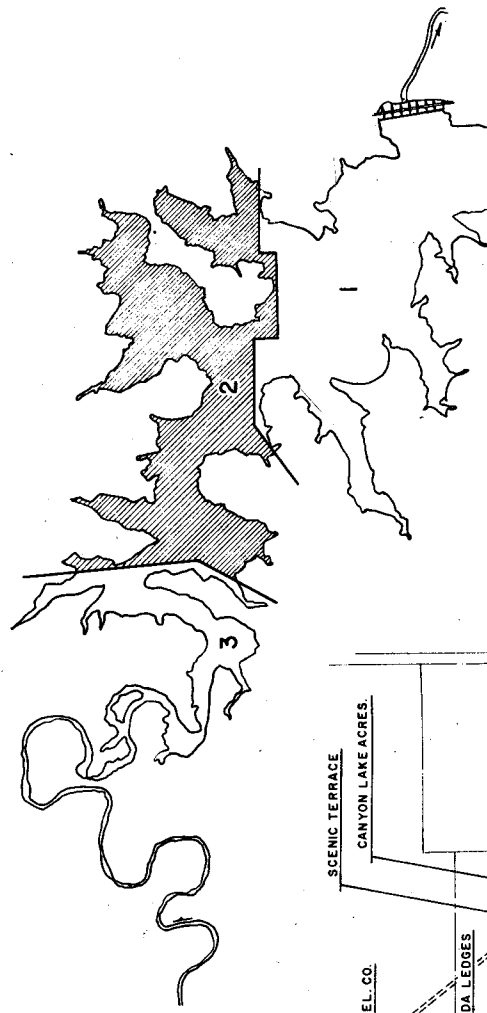 1
2
3
SCENIC TERRACE
CANYON LAKE ACRES.
EL. CO.
DA LEDGES